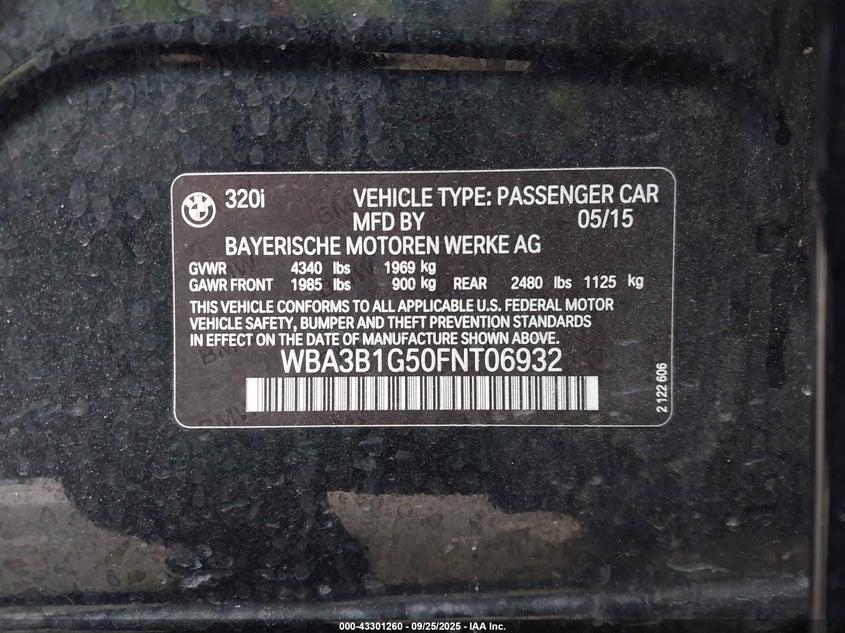 320i VEHICLE TYPE: PASSENGER CAR
MFD BY 05/15
BAYERISCHE MOTOREN WERKE AG
GVWR 4340 lbs 1969 kg
GAWR FRONT 1985 lbs 900 kg REAR 2480 lbs 1125 kg
THIS VEHICLE CONFORMS TO ALL APPLICABLE U.S. FEDERAL MOTOR
VEHICLE SAFETY, BUMPER AND THEFT PREVENTION STANDARDS
IN EFFECT ON THE DATE OF MANUFACTURE SHOWN ABOVE.
WBA3B1G50FNT06932
2 122 606
000-43301260 - 09/25/2025 - IAA Inc.